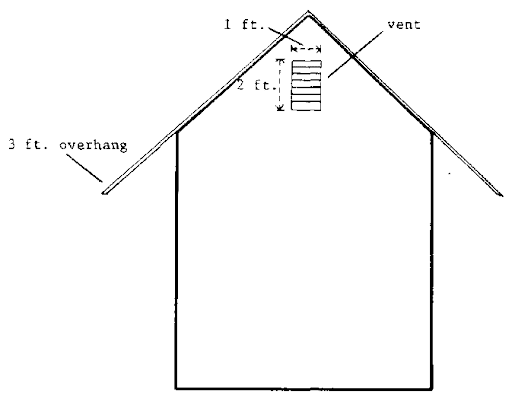 1 ft.
vent
2 ft.
3 ft. overhang